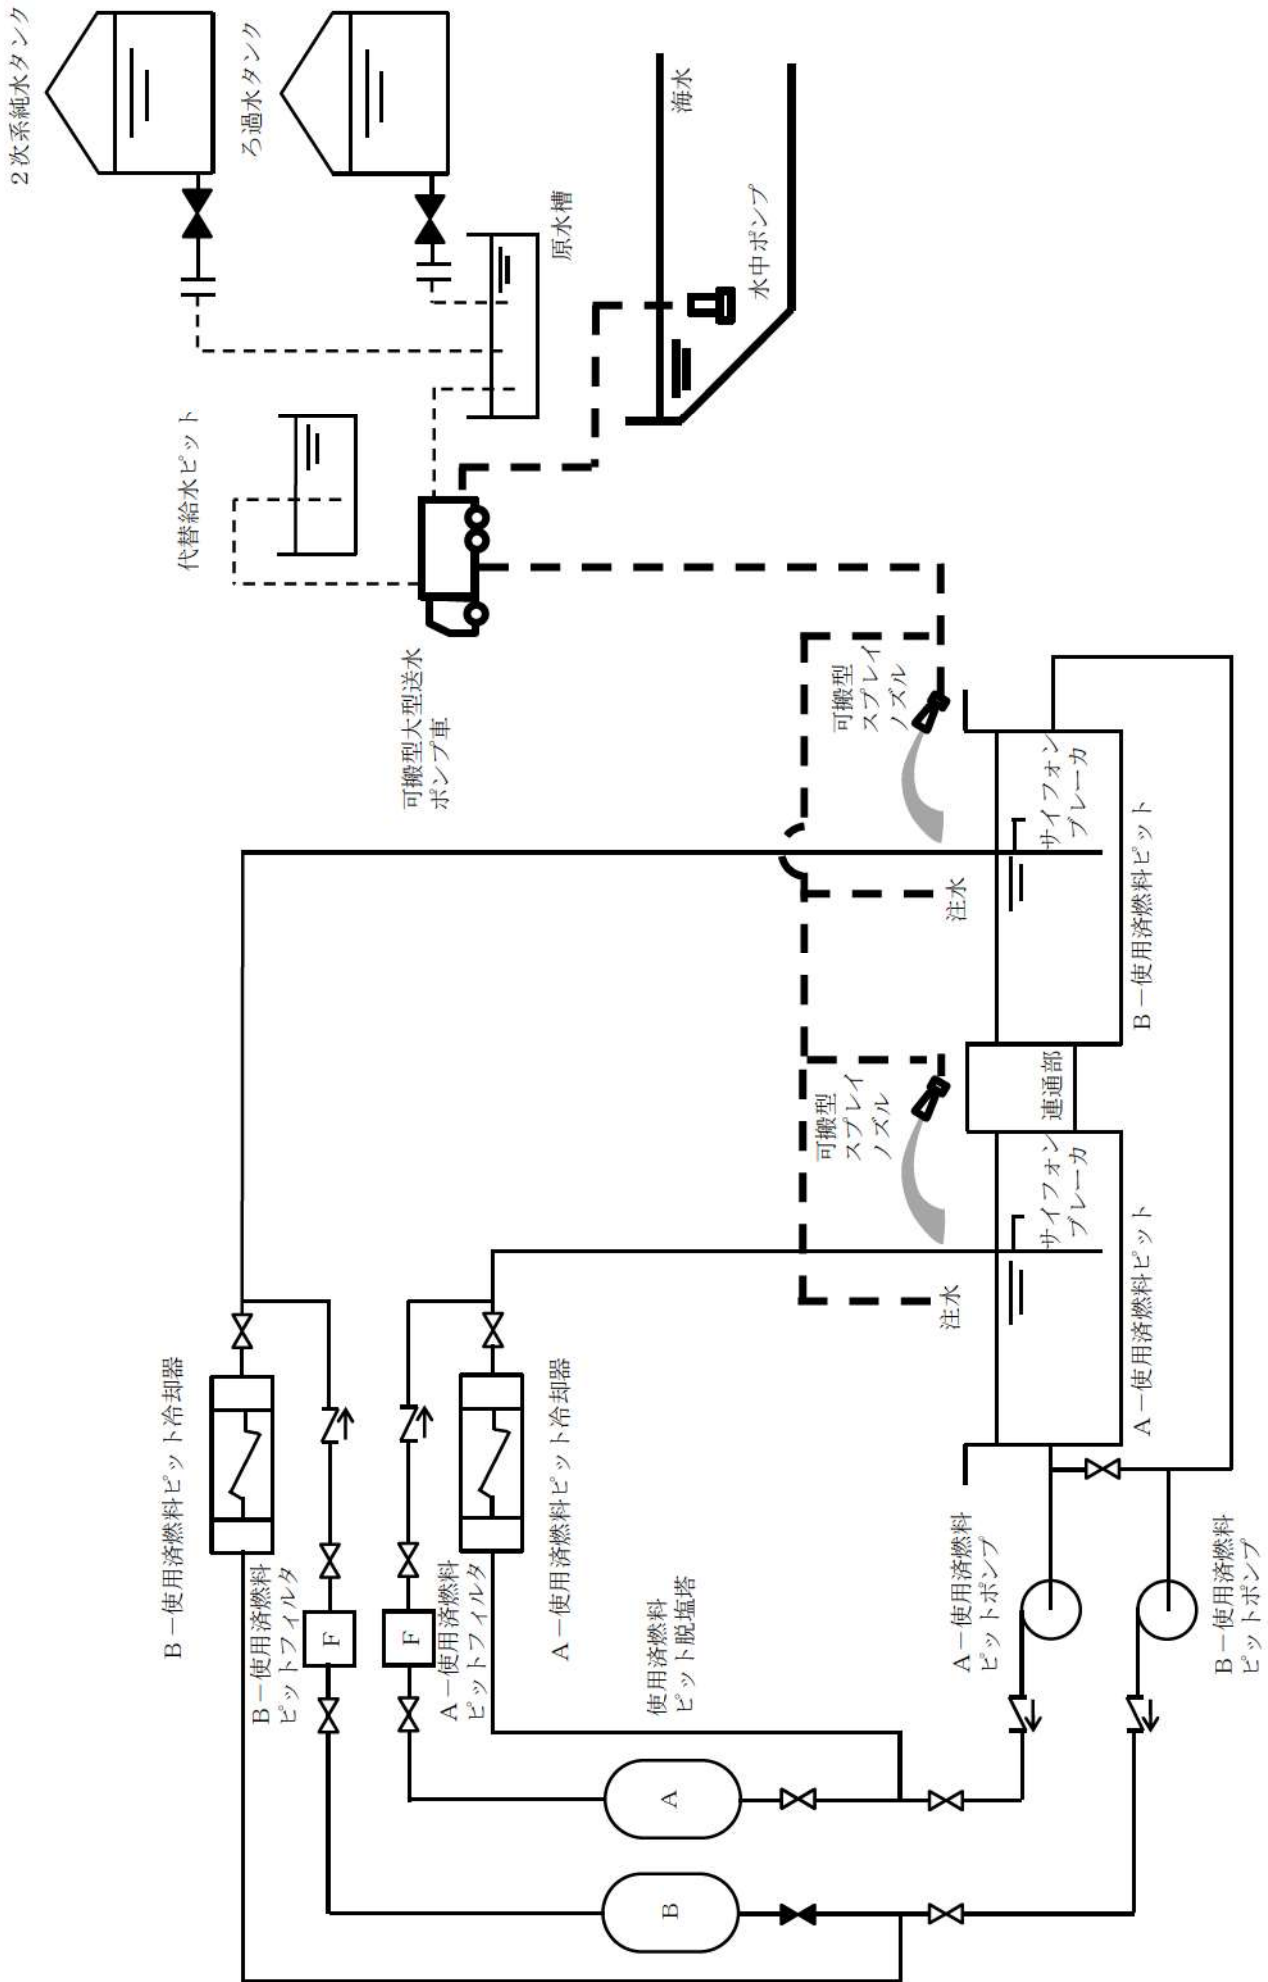 2次系純水タンク
ろ過水タンク
原水槽
海水
水中ポンプ
代替給水ピット
可搬型大型送水
ポンプ車
可搬型
スプレイ
ノズル
サイフォン
ブレーカ
注水
B－使用済燃料ピット
連通部
可搬型
スプレイ
ノズル
サイフォン
ブレーカ
注水
A－使用済燃料ピット
B－使用済燃料ピット冷却器
B－使用済燃料
ピットフィルタ
F
F
A－使用済燃料
ピットフィルタ
A－使用済燃料ピット冷却器
使用済燃料
ピット脱塩塔
A
B
A－使用済燃料
ピットポンプ
B－使用済燃料
ピットポンプ